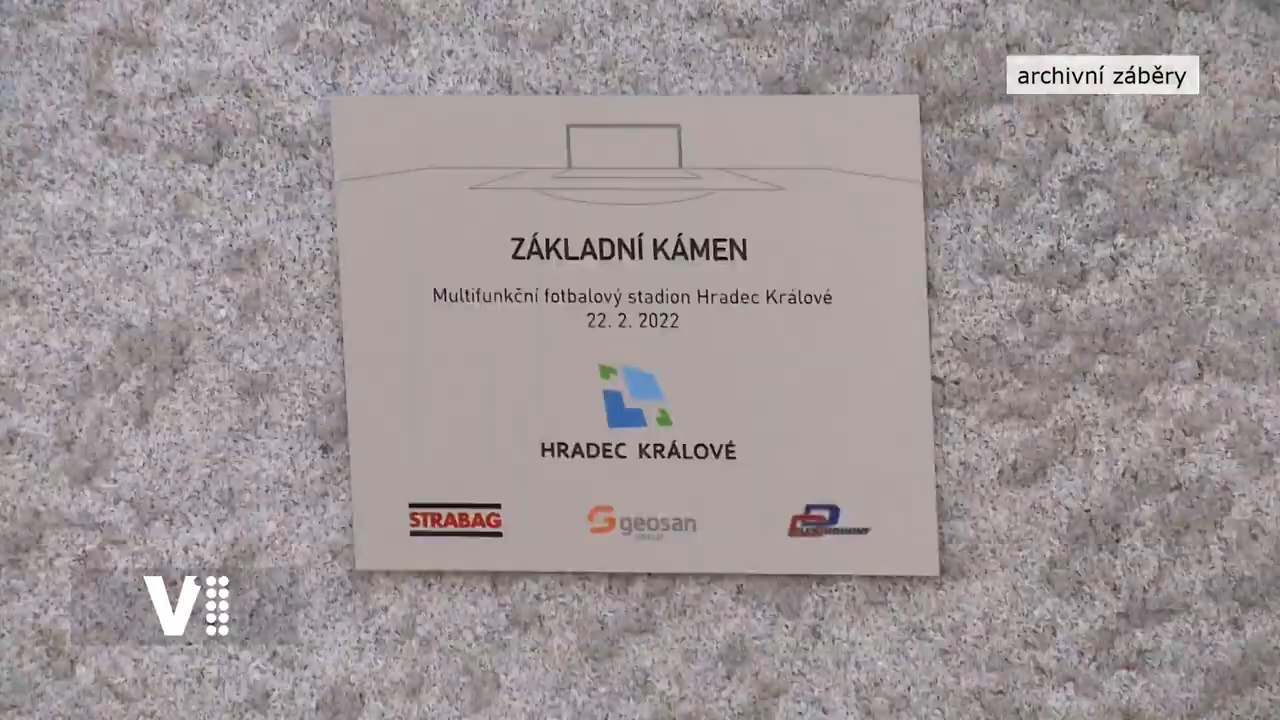 archivní záběry
ZÁKLADNÍ KÁMEN
Multifunkční fotbalový stadion Hradec Králové
22. 2. 2022
HRADEC KRÁLOVÉ
STRABAG
geosan
V